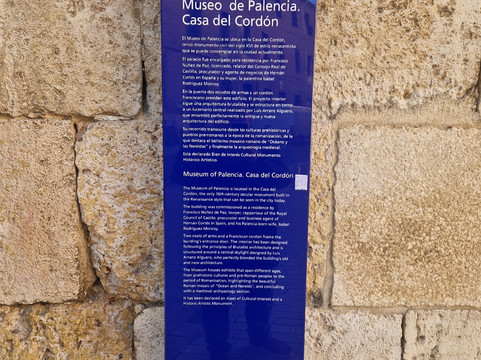 Museo de Palencia.
Casa del Cordón
El Museo de Palencia se ubica en la Casa del Cordón,
único monumento civil del siglo XVI de estilo renacentista
que se puede contemplar en la ciudad actualmente.
El palacio fue encargado para residencia por Francisco
Núñez de Paz, licenciado, relator del Consejo Real de
Castilla, procurador y agente de negocios de Hernán
Cortés en España y su mujer, la palentina Isabel
Rodríguez Monroy.
En la puerta dos escudos de armas y un cordón
franciscano presiden este edificio. El proyecto interior
sigue una arquitectura brutalista y se estructura en torno
a un lucernario central realizado por Luis Arranz Algueró,
que ensambló perfectamente la antigua y nueva
arquitectura del edificio.
Su recorrido transcurre desde las culturas prehistóricas y
pueblos prerromanos a la época de la romanización, de la
que destaca el bellísimo mosaico romano de "Océano y
las Nereidas" y finalmente la arqueología medieval.
Está declarado Bien de Interés Cultural Monumento
Histórico Artístico.
Museum of Palencia. Casa del Cordón
The Museum of Palencia is located in the Casa del
Cordón, the only 16th-century secular monument built in
the Renaissance style that can be seen in the city today.
The building was commissioned as a residence by
Francisco Núñez de Paz, lawyer, rapporteur of the Royal
Council of Castile, procurator and business agent of
Hernán Cortés in Spain, and his Palencia-born wife, Isabel
Rodríguez Monroy.
Two coats of arms and a Franciscan cordon frame the
building's entrance door. The interior has been designed
following the principles of Brutalist architecture and is
structured around a central skylight designed by Luis
Arranz Algueró, who perfectly blended the building's old
and new architecture.
The Museum houses exhibits that span different ages,
from prehistoric cultures and pre-Roman peoples to the
period of Romanisation, highlighting the beautiful
Roman mosaic of "Ocean and Nereids", and concluding
with a medieval archaeology section.
It has been declared an Asset of Cultural Interest and a
Historic Artistic Monument.